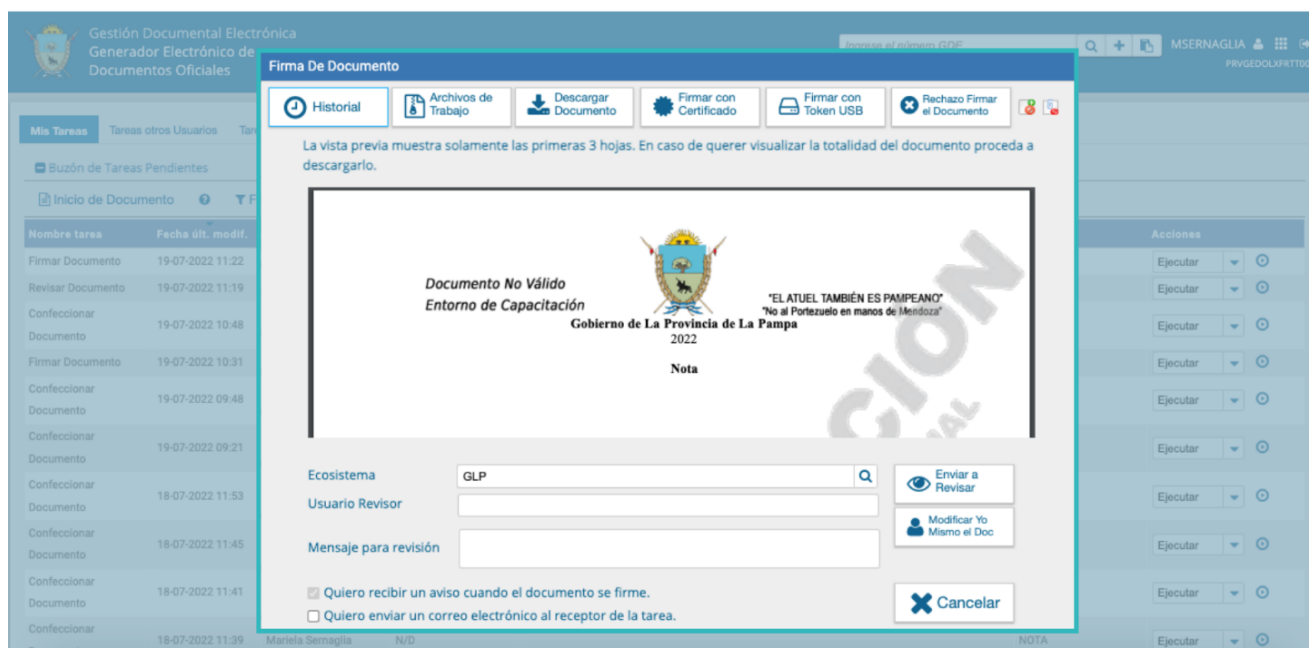 Gestión Documental Electrónica
Generador Electrónico de
Documentos Oficiales
Ingrese el número GDE
MSERNAGLIA
PRVGEDOLXFRTT00
Mis Tareas
Tareas otros Usuarios
Buzón de Tareas Pendientes
Inicio de Documento
Nombre tarea Fecha últ. modif. Acciones
Firmar Documento 19-07-2022 11:22 Ejecutar
Revisar Documento 19-07-2022 11:19 Ejecutar
Confeccionar
Documento 19-07-2022 10:48 Ejecutar
Firmar Documento 19-07-2022 10:31 Ejecutar
Confeccionar
Documento 19-07-2022 09:48 Ejecutar
Confeccionar
Documento 19-07-2022 09:21 Ejecutar
Confeccionar
Documento 18-07-2022 11:53 Ejecutar
Confeccionar
Documento 18-07-2022 11:45 Ejecutar
Confeccionar
Documento 18-07-2022 11:41 Ejecutar
Confeccionar
18-07-2022 11:39 Mariela Sernaglia N/D NOTA Ejecutar
Firma De Documento
Historial
Archivos de
Trabajo
Descargar
Documento
Firmar con
Certificado
Firmar con
Token USB
Rechazo Firmar
el Documento
La vista previa muestra solamente las primeras 3 hojas. En caso de querer visualizar la totalidad del documento proceda a
descargarlo.
Documento No Válido
Entorno de Capacitación
"EL ATUEL TAMBIÉN ES PAMPEANO"
"No al Portezuelo en manos de Mendoza"
Gobierno de La Provincia de La Pampa
2022
Nota
Ecosistema GLP
Usuario Revisor
Mensaje para revisión
Enviar a
Revisar
Modificar Yo
Mismo el Doc
Quiero recibir un aviso cuando el documento se firme.
Quiero enviar un correo electrónico al receptor de la tarea.
Cancelar